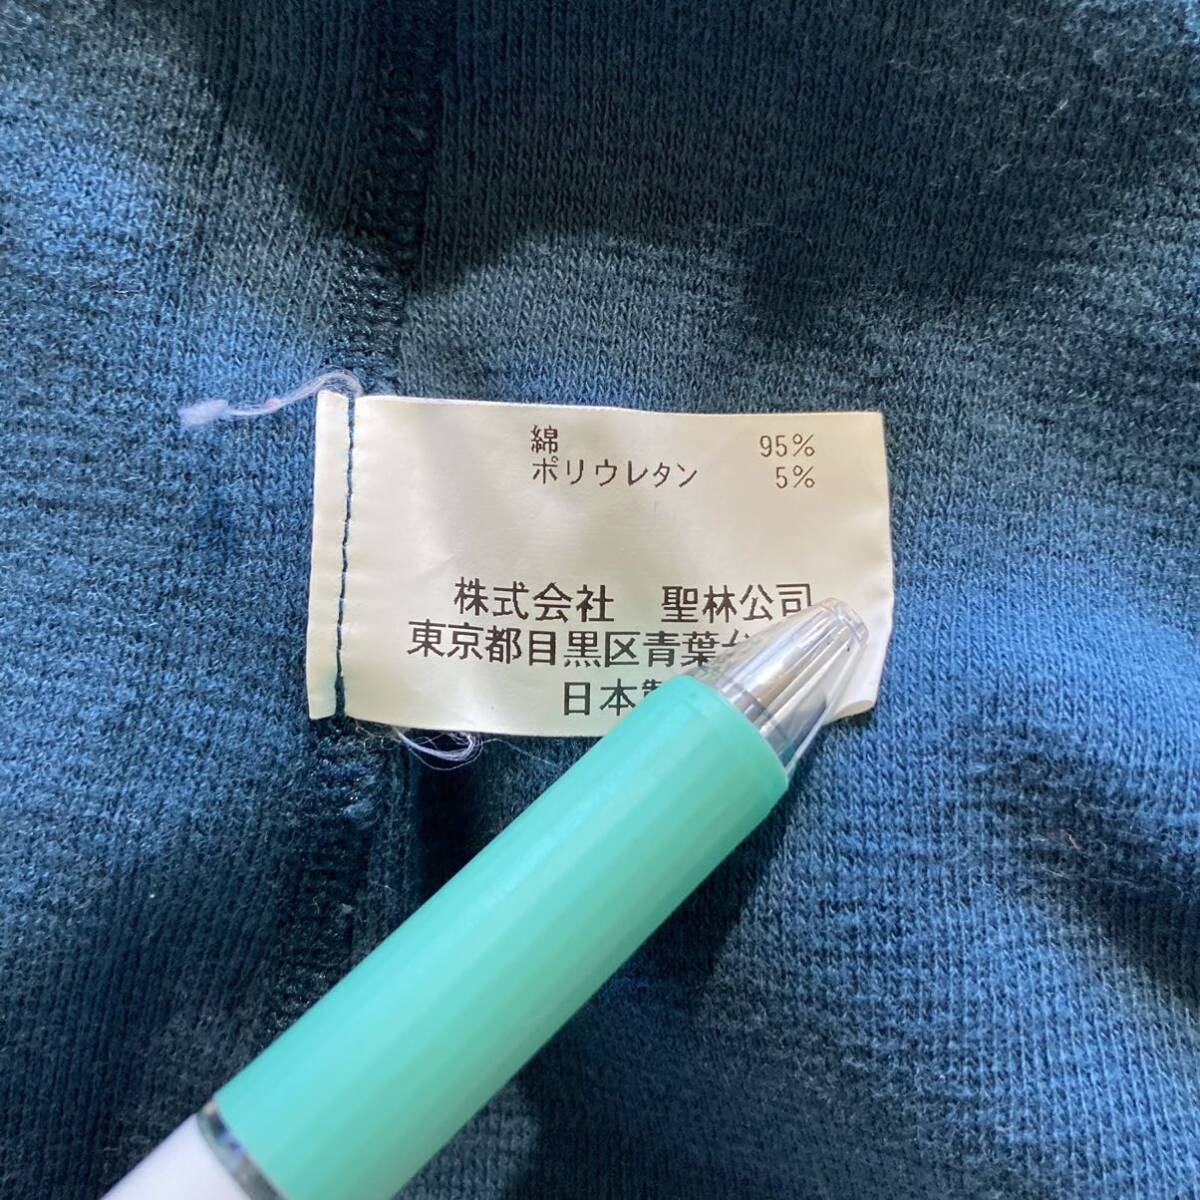 綿 95%
ポリウレタン 5%
株式会社 聖林公司
東京都目黒区青葉
日本